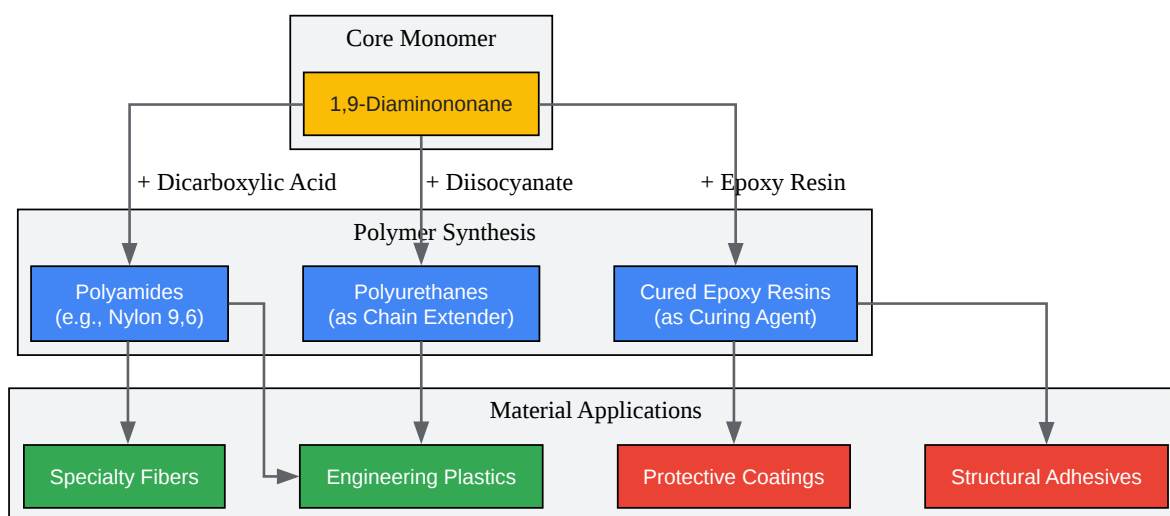 Core Monomer
1,9-Diaminononane
+ Dicarboxylic Acid
+ Diisocyanate
+ Epoxy Resin
Polymer Synthesis
Polyamides
(e.g., Nylon 9,6)
Polyurethanes
(as Chain Extender)
Cured Epoxy Resins
(as Curing Agent)
Material Applications
Specialty Fibers
Engineering Plastics
Protective Coatings
Structural Adhesives